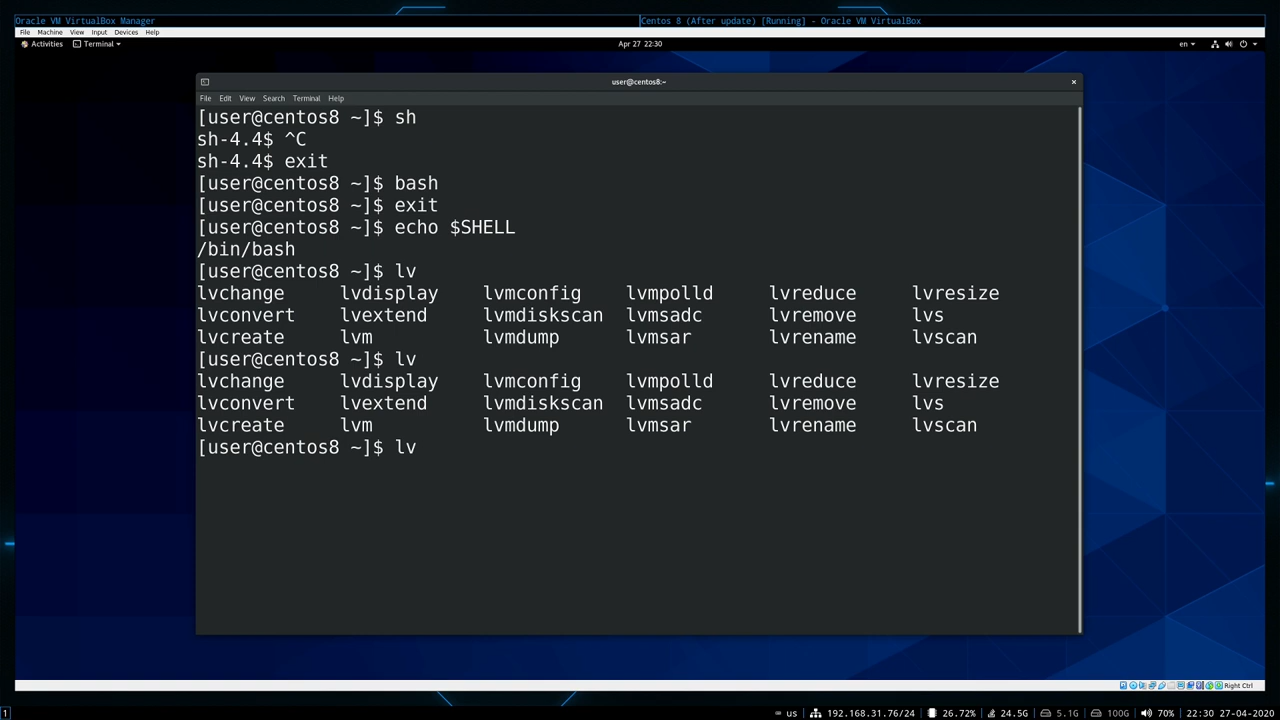 Oracle VM VirtualBox Manager
Centos 8 (After update) [Running] - Oracle VM VirtualBox
File Machine View Input Devices Help
Activities Terminal Apr 27 22:30 en
user@centos8:~
File Edit View Search Terminal Help
[user@centos8 ~]$ sh
sh-4.4$ ^C
sh-4.4$ exit
[user@centos8 ~]$ bash
[user@centos8 ~]$ exit
[user@centos8 ~]$ echo $SHELL
/bin/bash
[user@centos8 ~]$ lv
lvchange lvdisplay lvmconfig lvmpolld lvreduce lvresize
lvconvert lvextend lvmdiskscan lvmsadc lvremove lvs
lvcreate lvm lvmdump lvmsar lvrename lvscan
[user@centos8 ~]$ lv
lvchange lvdisplay lvmconfig lvmpolld lvreduce lvresize
lvconvert lvextend lvmdiskscan lvmsadc lvremove lvs
lvcreate lvm lvmdump lvmsar lvrename lvscan
[user@centos8 ~]$ lv
Right Ctrl
1 us 192.168.31.76/24 26.72% 24.5G 5.1G 100G 70% 22:30 27-04-2020